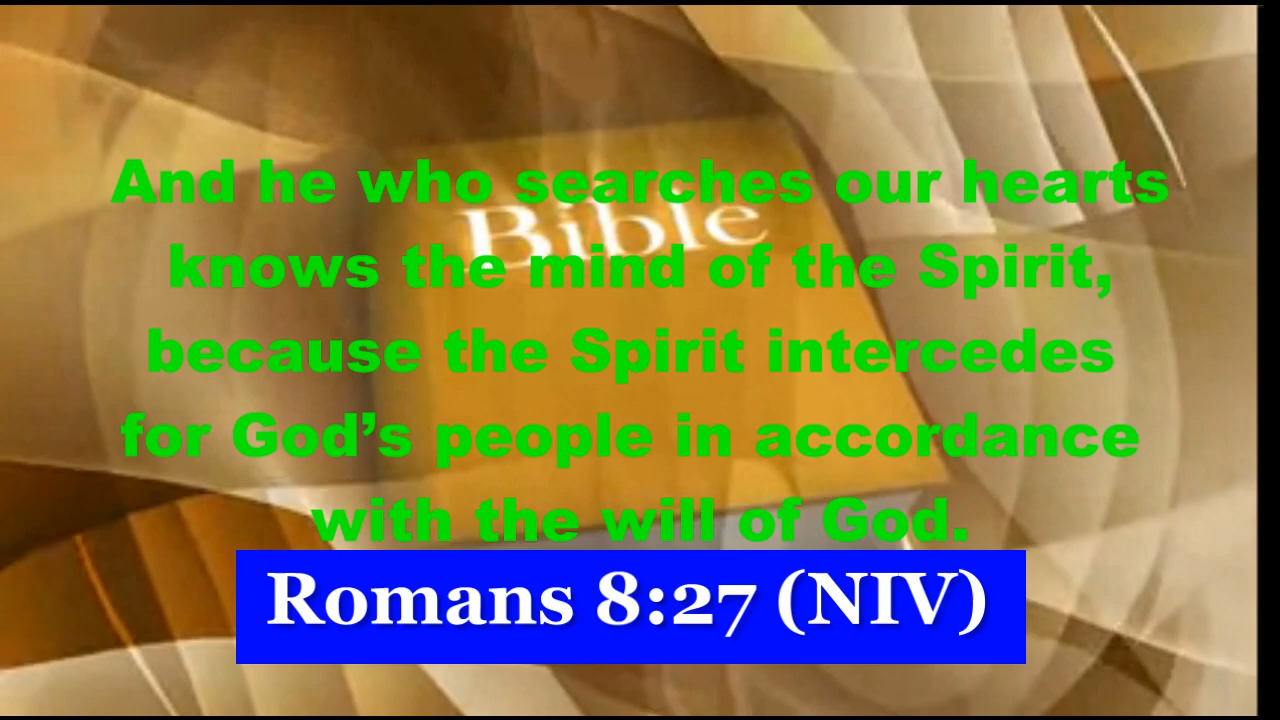 And he who searches our hearts
Bible
knows the mind of the Spirit,
because the Spirit intercedes
for God’s people in accordance
with the will of God.
Romans 8:27 (NIV)